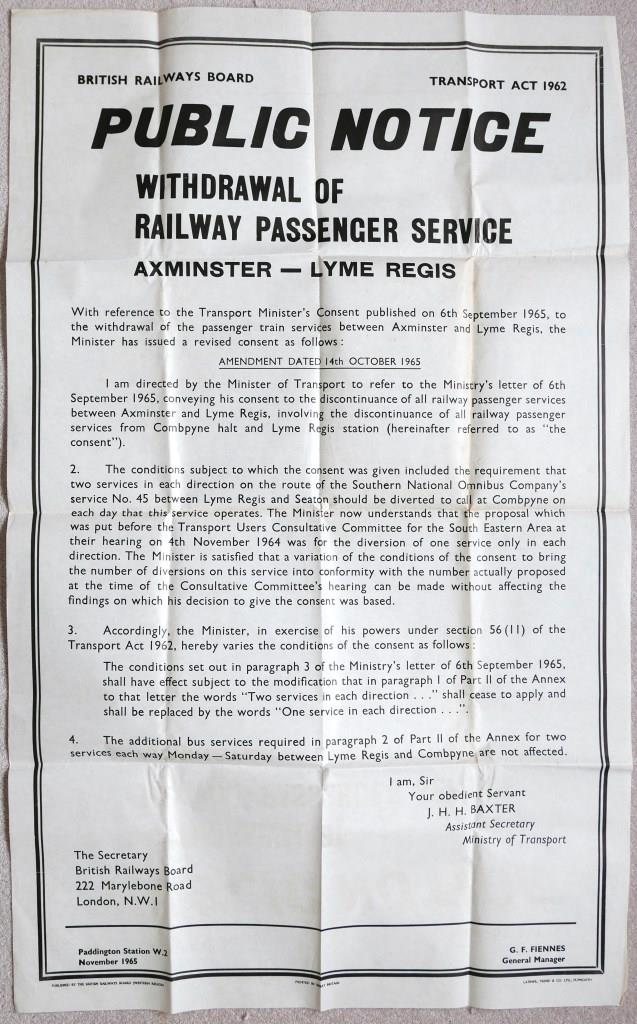 BRITISH RAILWAYS BOARD
TRANSPORT ACT 1962
PUBLIC NOTICE
WITHDRAWAL OF
RAILWAY PASSENGER SERVICE
AXMINSTER — LYME REGIS
With reference to the Transport Minister's Consent published on 6th September 1965, to
the withdrawal of the passenger train services between Axminster and Lyme Regis, the
Minister has issued a revised consent as follows:
AMENDMENT DATED 14th OCTOBER 1965
I am directed by the Minister of Transport to refer to the Ministry's letter of 6th
September 1965, conveying his consent to the discontinuance of all railway passenger services
between Axminster and Lyme Regis, involving the discontinuance of all railway passenger
services from Combpyne halt and Lyme Regis station (hereinafter referred to as "the
consent").
2. The conditions subject to which the consent was given included the requirement that
two services in each direction on the route of the Southern National Omnibus Company's
service No. 45 between Lyme Regis and Seaton should be diverted to call at Combpyne on
each day that this service operates. The Minister now understands that the proposal which
was put before the Transport Users Consultative Committee for the South Eastern Area at
their hearing on 4th November 1964 was for the diversion of one service only in each
direction. The Minister is satisfied that a variation of the conditions of the consent to bring
the number of diversions on this service into conformity with the number actually proposed
at the time of the Consultative Committee's hearing can be made without affecting the
findings on which his decision to give the consent was based.
3. Accordingly, the Minister, in exercise of his powers under section 56(11) of the
Transport Act 1962, hereby varies the conditions of the consent as follows:
The conditions set out in paragraph 3 of the Ministry's letter of 6th September 1965,
shall have effect subject to the modification that in paragraph 1 of Part II of the Annex
to that letter the words "Two services in each direction . . ." shall cease to apply and
shall be replaced by the words "One service in each direction . . .".
4. The additional bus services required in paragraph 2 of Part II of the Annex for two
services each way Monday — Saturday between Lyme Regis and Combpyne are not affected.
I am, Sir
Your obedient Servant
J. H. H. BAXTER
Assistant Secretary
Ministry of Transport
The Secretary
British Railways Board
222 Marylebone Road
London, N.W.1
Paddington Station W.2
November 1965
G. F. FIENNES
General Manager
PUBLISHED BY THE BRITISH RAILWAYS BOARD (WESTERN REGION)
PRINTED IN GREAT BRITAIN